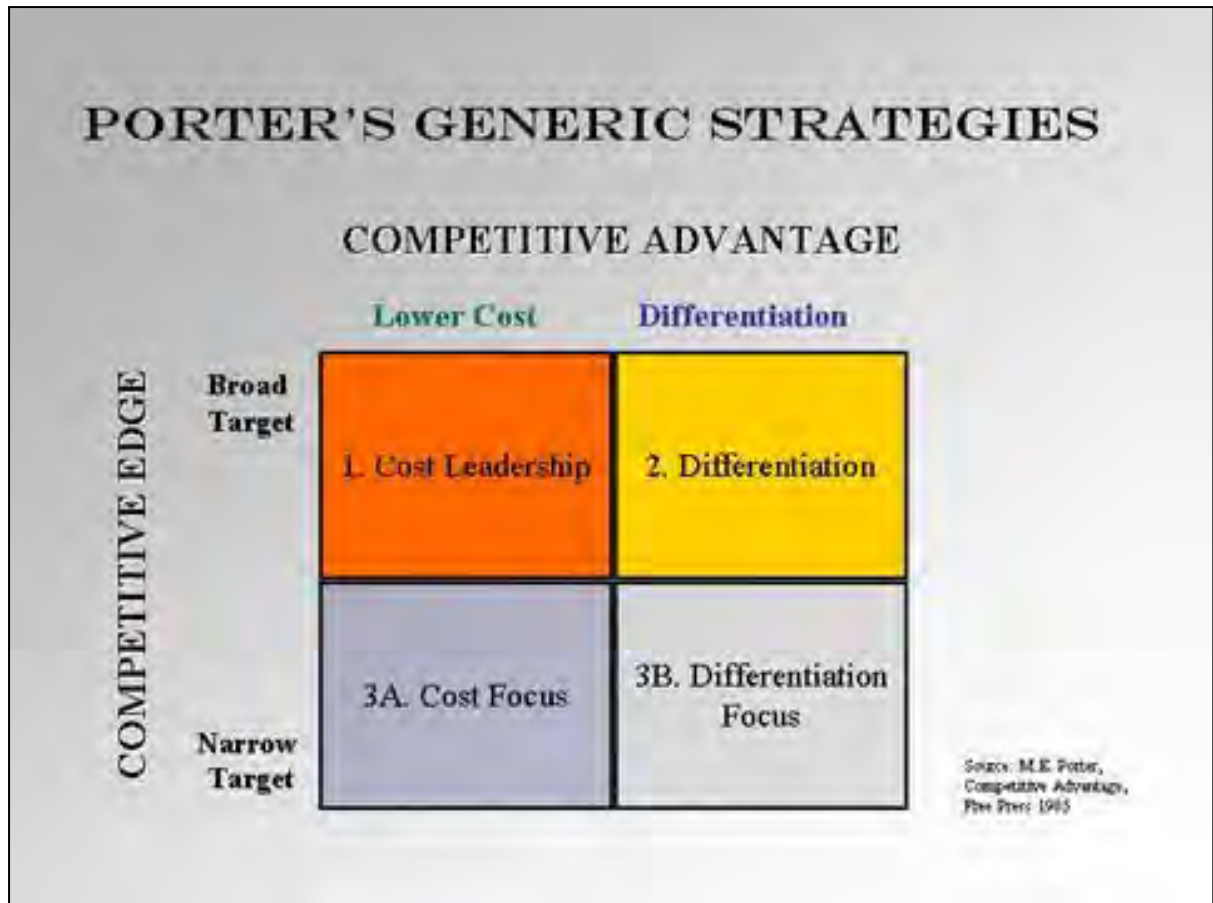 PORTER'S GENERIC STRATEGIES
COMPETITIVE ADVANTAGE
Lower Cost Differentiation
COMPETITIVE EDGE
Broad
Target
1. Cost Leadership
2. Differentiation
3A. Cost Focus
3B. Differentiation
Focus
Narrow
Target
Source: M.E. Porter,
Competitive Advantage,
Free Press 1985